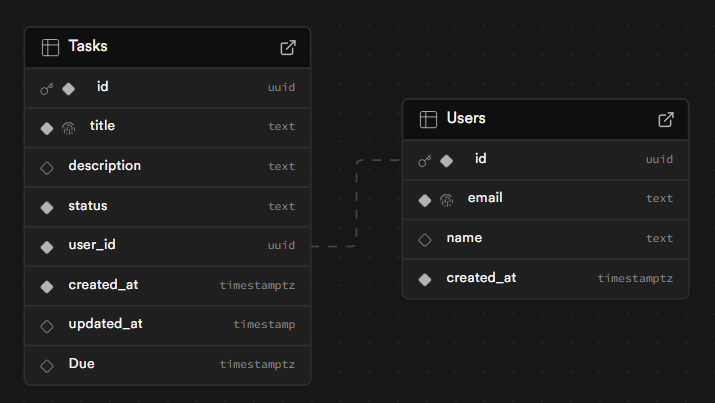 Tasks
id uuid
title text
description text
status text
user_id uuid
created_at timestamptz
updated_at timestamp
Due timestamptz
Users
id uuid
email text
name text
created_at timestamptz